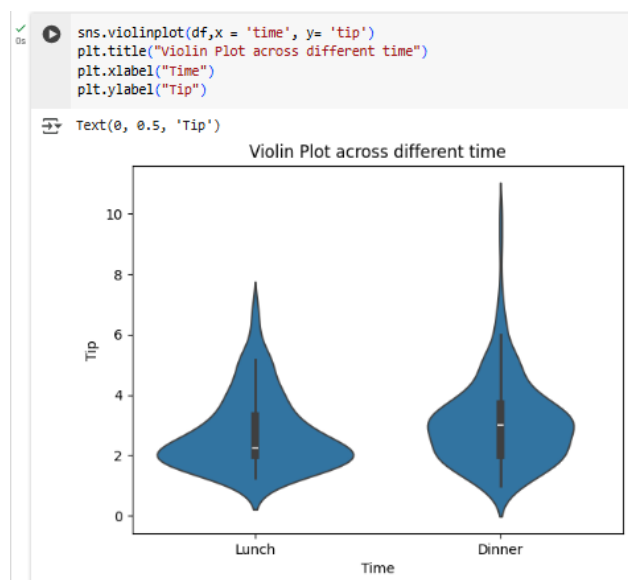 0s
sns.violinplot(df,x = 'time', y= 'tip')
plt.title("Violin Plot across different time")
plt.xlabel("Time")
plt.ylabel("Tip")
Text(0, 0.5, 'Tip')
Violin Plot across different time
10
8
6
Tip
4
2
0
Lunch
Dinner
Time